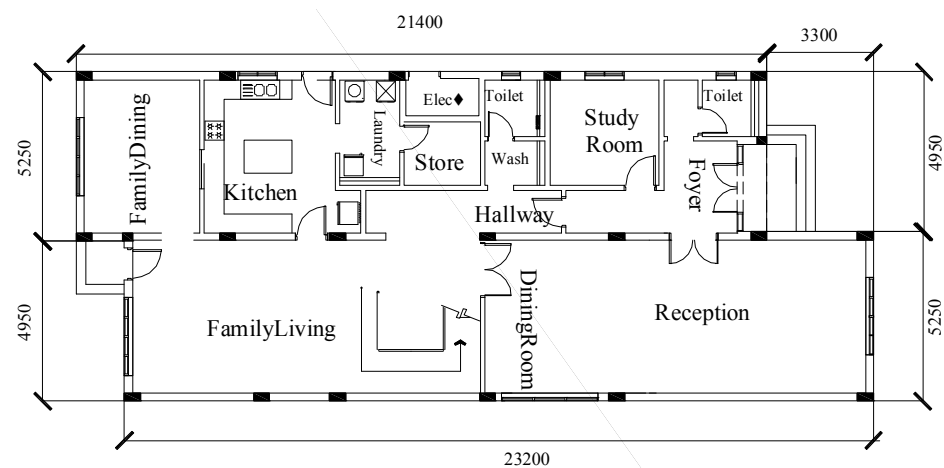 21400
3300
5250
4950
FamilyDining
Kitchen
Laundry
Elec
Store
Toilet
Wash
Study
Room
Toilet
Foyer
Hallway
4950
5250
FamilyLiving
DiningRoom
Reception
23200